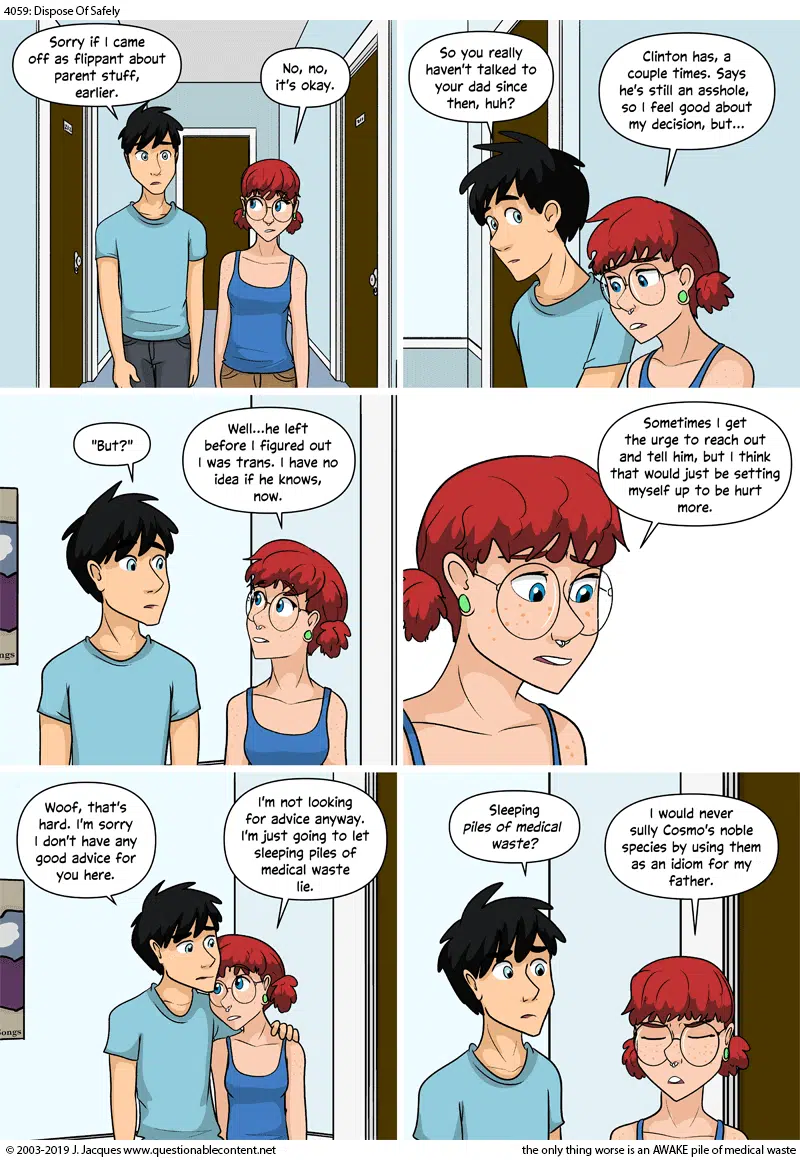 4059: Dispose Of Safely
Sorry if I came
off as flippant about
parent stuff,
earlier.
No, no,
it's okay.
So you really
haven't talked to
your dad since
then, huh?
Clinton has, a
couple times. Says
he's still an asshole,
so I feel good about
my decision, but...
"But?"
Well...he left
before I figured out
I was trans. I have no
idea if he knows,
now.
Sometimes I get
the urge to reach out
and tell him, but I think
that would just be setting
myself up to be hurt
more.
ngs
Woof, that's
hard. I'm sorry
I don't have any
good advice for
you here.
I'm not looking
for advice anyway.
I'm just going to let
sleeping piles of
medical waste
lie.
Songs
Sleeping
piles of medical
waste?
I would never
sully Cosmo's noble
species by using them
as an idiom for my
father.
© 2003-2019 J. Jacques www.questionablecontent.net
the only thing worse is an AWAKE pile of medical waste